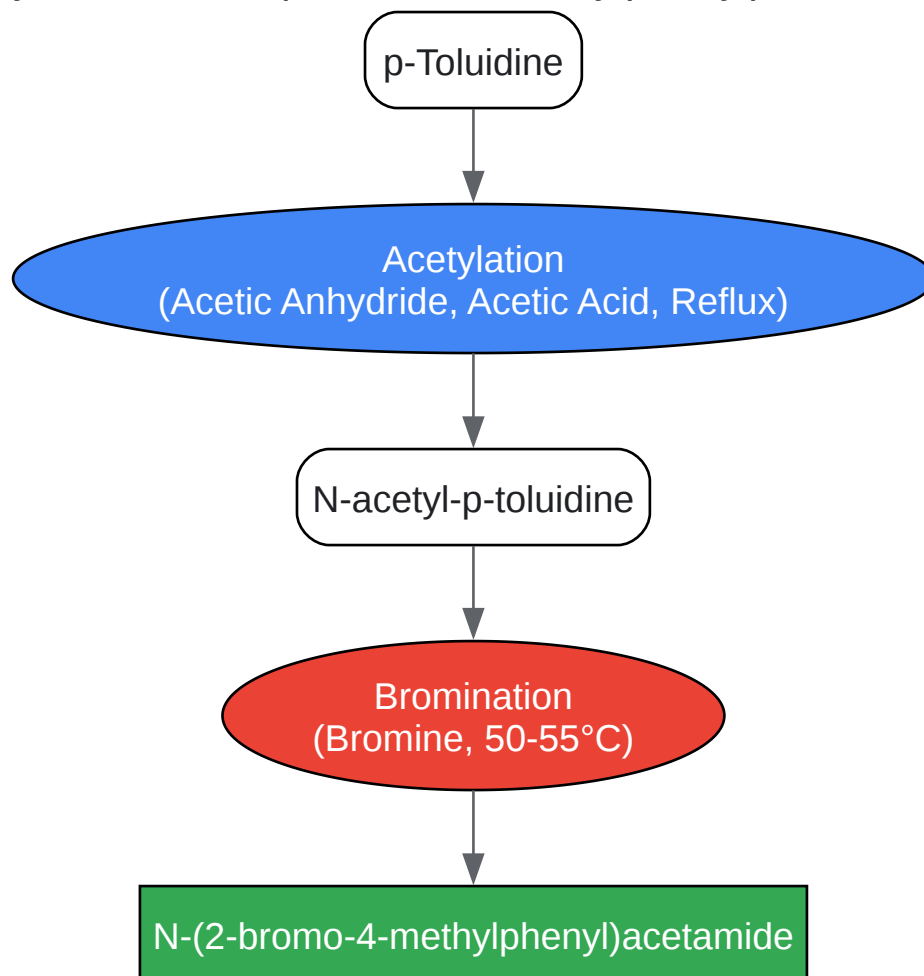 p-Toluidine
Acetylation
(Acetic Anhydride, Acetic Acid, Reflux)
N-acetyl-p-toluidine
Bromination
(Bromine, 50-55°C)
N-(2-bromo-4-methylphenyl)acetamide